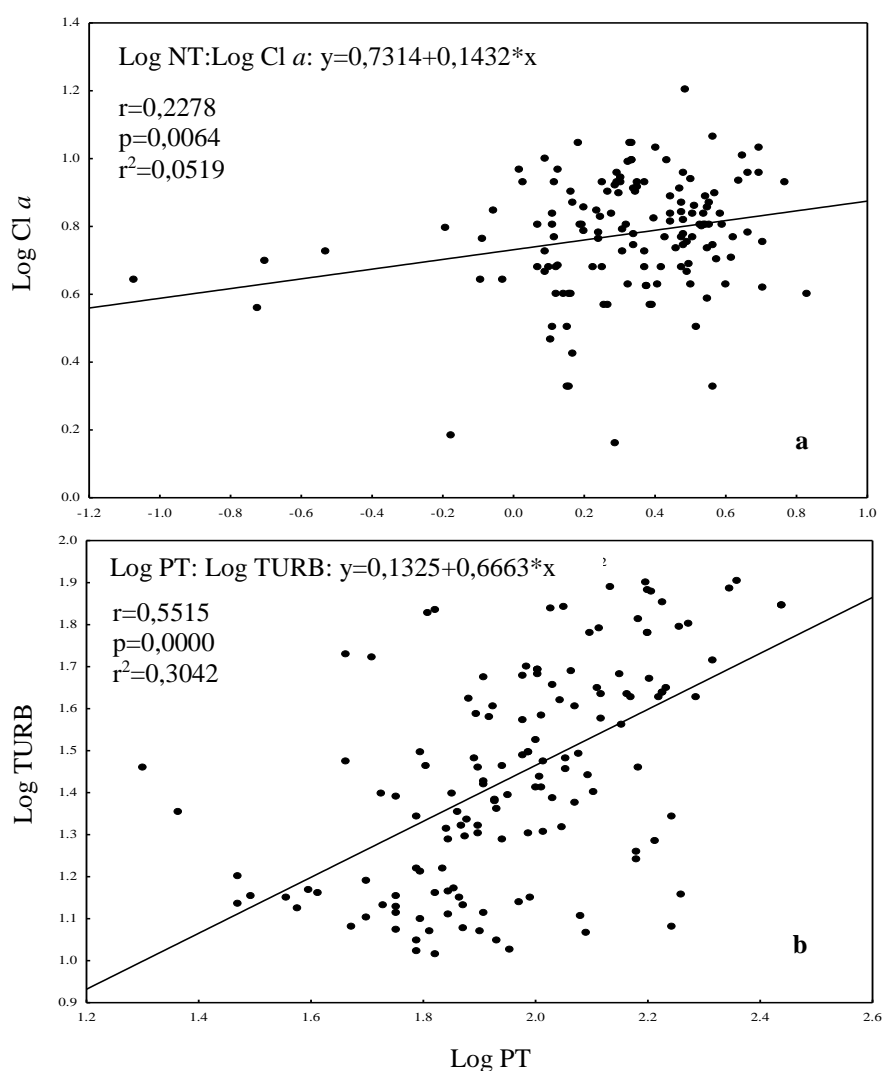 1.4
Log NT:Log Cl a: y=0,7314+0,1432*x
1.2
r=0,2278
p=0,0064
r²=0,0519
1.0
0.8
Log Cl a
0.6
0.4
0.2
a
0.0
-1.2 -1.0 -0.8 -0.6 -0.4 -0.2 0.0 0.2 0.4 0.6 0.8 1.0
2.0
Log PT: Log TURB: y=0,1325+0,6663*x 2
1.9
r=0,5515
1.8
p=0,0000
r²=0,3042
1.7
1.6
1.5
Log TURB
1.4
1.3
1.2
1.1
b
1.0
0.9
1.2 1.4 1.6 1.8 2.0 2.2 2.4 2.6
Log PT